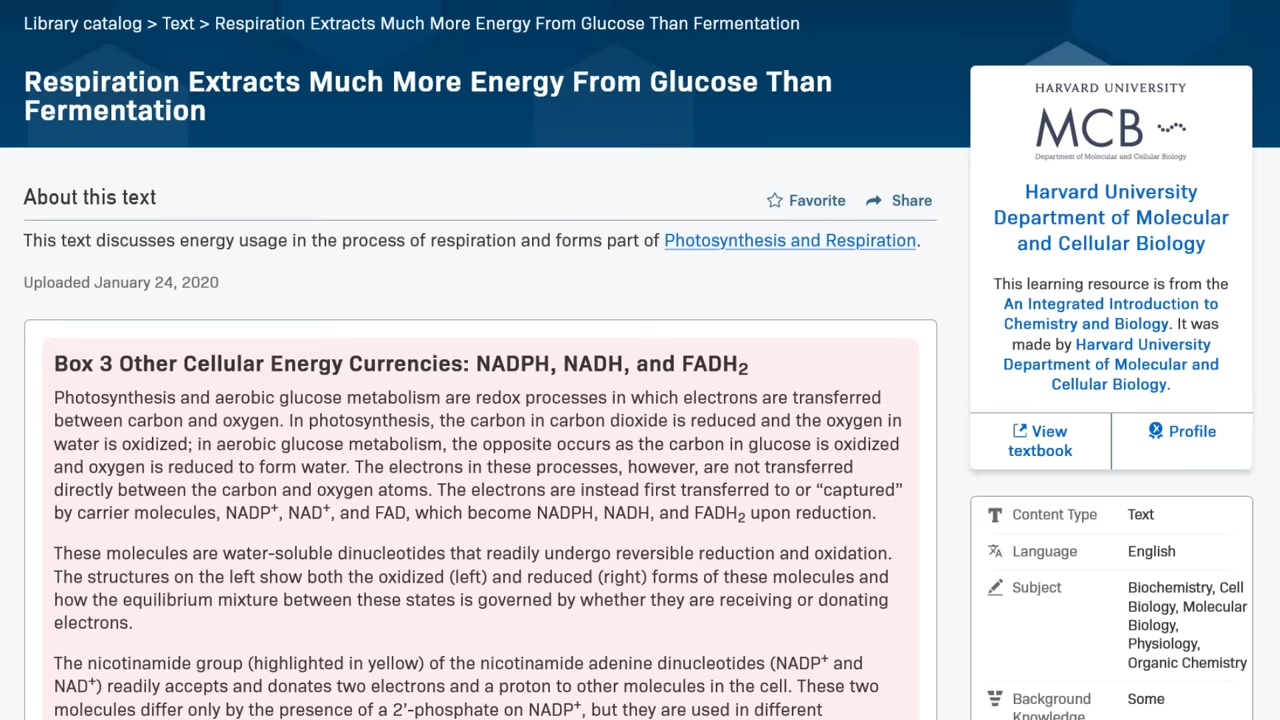 Library catalog > Text > Respiration Extracts Much More Energy From Glucose Than Fermentation
Respiration Extracts Much More Energy From Glucose Than
Fermentation
About this text
Favorite
Share
This text discusses energy usage in the process of respiration and forms part of Photosynthesis and Respiration.
Uploaded January 24, 2020
Box 3 Other Cellular Energy Currencies: NADPH, NADH, and FADH₂
Photosynthesis and aerobic glucose metabolism are redox processes in which electrons are transferred
between carbon and oxygen. In photosynthesis, the carbon in carbon dioxide is reduced and the oxygen in
water is oxidized; in aerobic glucose metabolism, the opposite occurs as the carbon in glucose is oxidized
and oxygen is reduced to form water. The electrons in these processes, however, are not transferred
directly between the carbon and oxygen atoms. The electrons are instead first transferred to or “captured”
by carrier molecules, NADP⁺, NAD⁺, and FAD, which become NADPH, NADH, and FADH₂ upon reduction.
These molecules are water-soluble dinucleotides that readily undergo reversible reduction and oxidation.
The structures on the left show both the oxidized (left) and reduced (right) forms of these molecules and
how the equilibrium mixture between these states is governed by whether they are receiving or donating
electrons.
The nicotinamide group (highlighted in yellow) of the nicotinamide adenine dinucleotides (NADP⁺ and
NAD⁺) readily accepts and donates two electrons and a proton to other molecules in the cell. These two
molecules differ only by the presence of a 2’-phosphate on NADP⁺, but they are used in different
HARVARD UNIVERSITY
MCB
Department of Molecular and Cellular Biology
Harvard University
Department of Molecular
and Cellular Biology
This learning resource is from the
An Integrated Introduction to
Chemistry and Biology. It was
made by Harvard University
Department of Molecular and
Cellular Biology.
View
textbook
Profile
Content Type Text
Language English
Subject Biochemistry, Cell
Biology, Molecular
Biology,
Physiology,
Organic Chemistry
Background Some
Knowledge